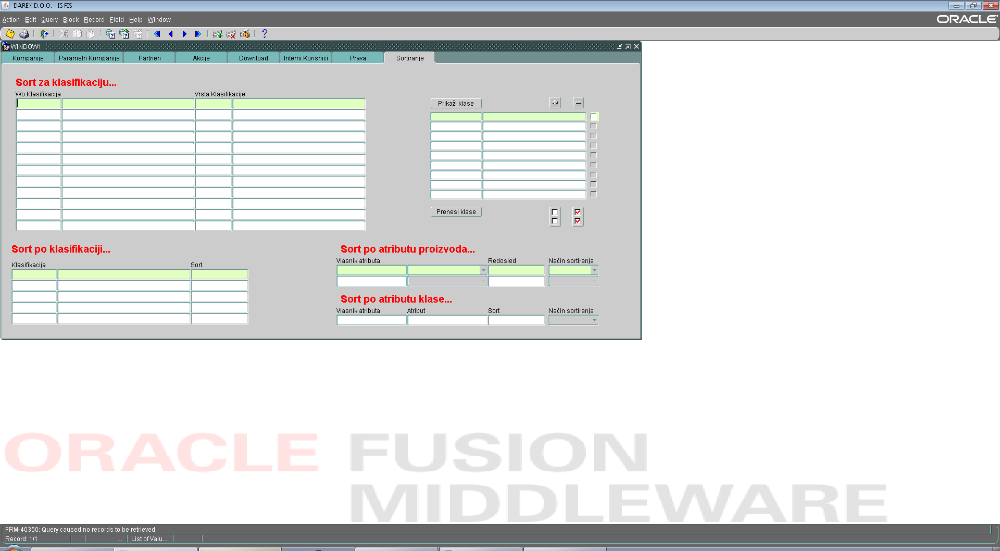 DAREX D.O.O. - IS FIS
Action Edit Query Block Record Field Help Window
ORACLE
WINDOW1
Kompanije Parametri Kompanije Partneri Akcije Download Interni Korisnici Prava Sortiranje
Sort za klasifikaciju...
Wo Klasifikacija Vrsta Klasifikacije
Prikaži klase
Prenesi klase
Sort po klasifikaciji...
Klasifikacija Sort
Sort po atributu proizvoda...
Vlasnik atributa Redosled Način sortiranja
Sort po atributu klase...
Vlasnik atributa Atribut Sort Način sortiranja
ORACLE FUSION
MIDDLEWARE
FRM-40350: Query caused no records to be retrieved.
Record: 1/1 ... List of Valu...